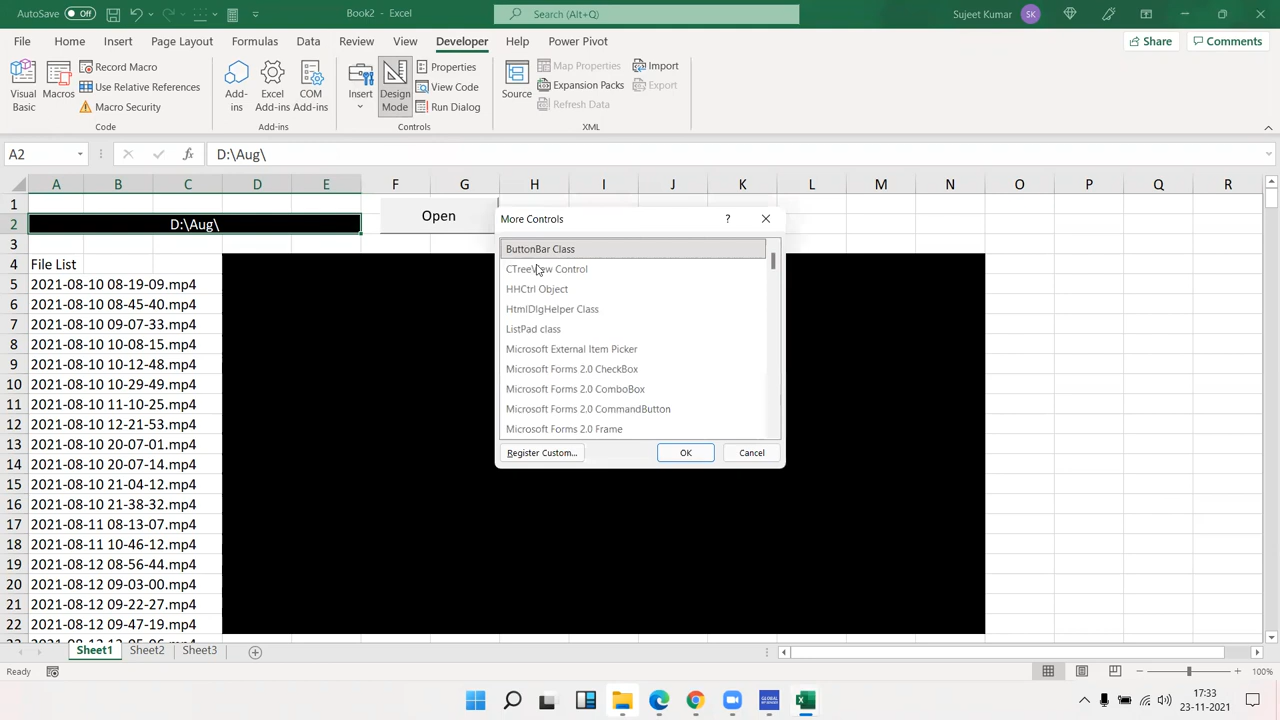 AutoSave Off Book2 - Excel Search (Alt+Q) Sujeet Kumar SK
File Home Insert Page Layout Formulas Data Review View Developer Help Power Pivot Share Comments
Visual Basic
Macros
Record Macro
Use Relative References
Macro Security
Code
Add-ins
Excel Add-ins
COM Add-ins
Add-ins
Insert
Design Mode
Properties
View Code
Run Dialog
Controls
Source
Map Properties
Expansion Packs
Refresh Data
Import
Export
XML
A2 fx D:\Aug\
A B C D E F G H I J K L M N O P Q R
1
2 D:\Aug\ Open
3
4 File List
5 2021-08-10 08-19-09.mp4
6 2021-08-10 08-45-40.mp4
7 2021-08-10 09-07-33.mp4
8 2021-08-10 10-08-15.mp4
9 2021-08-10 10-12-48.mp4
10 2021-08-10 10-29-49.mp4
11 2021-08-10 11-10-25.mp4
12 2021-08-10 12-21-53.mp4
13 2021-08-10 20-07-01.mp4
14 2021-08-10 20-07-14.mp4
15 2021-08-10 21-04-12.mp4
16 2021-08-10 21-38-32.mp4
17 2021-08-11 08-13-07.mp4
18 2021-08-11 10-46-12.mp4
19 2021-08-12 08-56-44.mp4
20 2021-08-12 09-03-00.mp4
21 2021-08-12 09-22-27.mp4
22 2021-08-12 09-47-19.mp4
More Controls ?
ButtonBar Class
CTreeView Control
HHCtrl Object
HtmlDlgHelper Class
ListPad class
Microsoft External Item Picker
Microsoft Forms 2.0 CheckBox
Microsoft Forms 2.0 ComboBox
Microsoft Forms 2.0 CommandButton
Microsoft Forms 2.0 Frame
Register Custom... OK Cancel
Sheet1 Sheet2 Sheet3
Ready 100%
17:33
23-11-2021